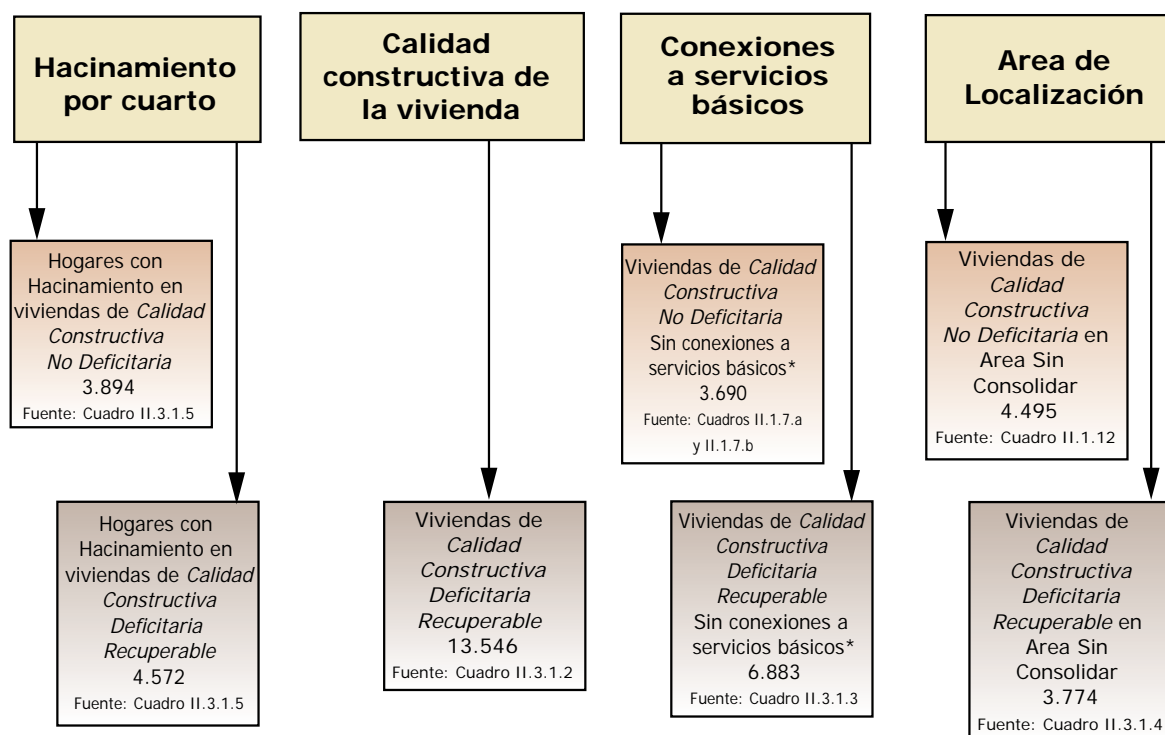 Hacinamiento
por cuarto
Calidad
constructiva de
la vivienda
Conexiones
a servicios
básicos
Area de
Localización
Hogares con
Hacinamiento en
viviendas de Calidad
Constructiva
No Deficitaria
3.894
Fuente: Cuadro II.3.1.5
Viviendas de Calidad
Constructiva
No Deficitaria
Sin conexiones a
servicios básicos*
3.690
Fuente: Cuadros II.1.7.a
y II.1.7.b
Viviendas de
Calidad
Constructiva
No Deficitaria en
Area Sin
Consolidar
4.495
Fuente: Cuadro II.1.12
Hogares con
Hacinamiento en
viviendas de Calidad
Constructiva
Deficitaria
Recuperable
4.572
Fuente: Cuadro II.3.1.5
Viviendas de
Calidad
Constructiva
Deficitaria
Recuperable
13.546
Fuente: Cuadro II.3.1.2
Viviendas de Calidad
Constructiva
Deficitaria
Recuperable
Sin conexiones a
servicios básicos*
6.883
Fuente: Cuadro II.3.1.3
Viviendas de
Calidad
Constructiva
Deficitaria
Recuperable en
Area Sin
Consolidar
3.774
Fuente: Cuadro II.3.1.4